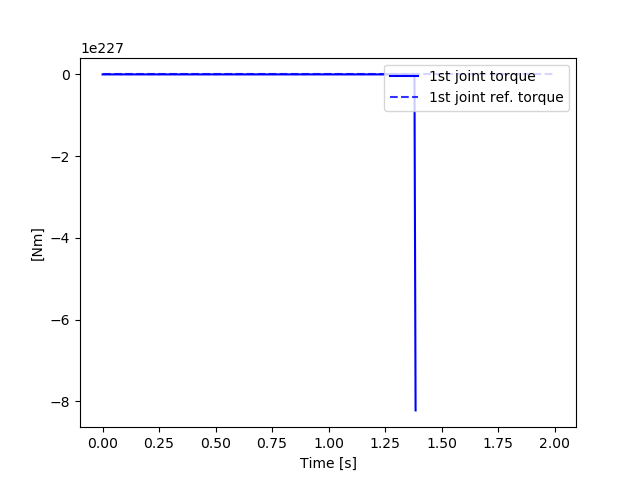 1e227
1st joint torque
1st joint ref. torque
0
−2
−4
−6
−8
[Nm]
0.00 0.25 0.50 0.75 1.00 1.25 1.50 1.75 2.00
Time [s]